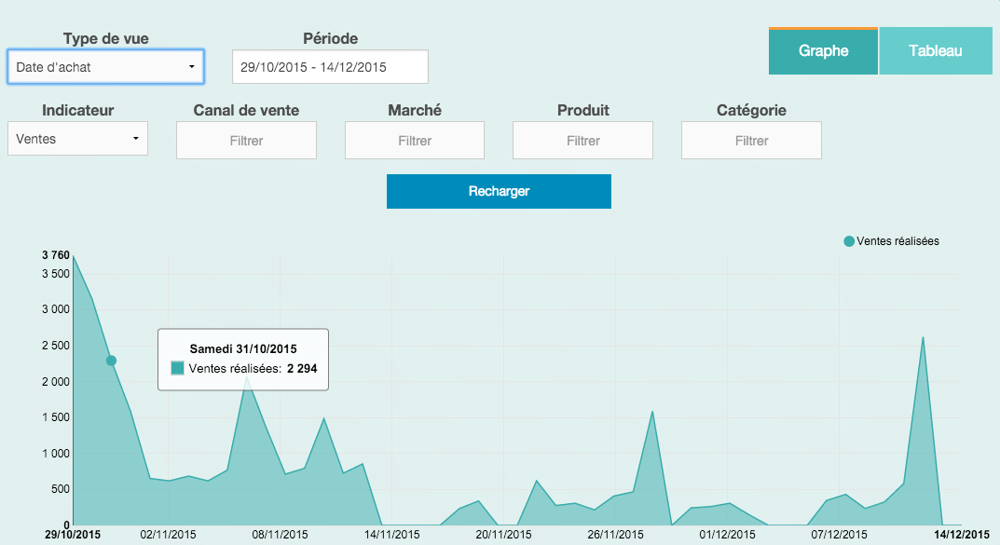 Type de vue
Période
Date d'achat
29/10/2015 - 14/12/2015
Graphe
Tableau
Indicateur
Canal de vente
Marché
Produit
Catégorie
Ventes
Filtrer
Filtrer
Filtrer
Filtrer
Recharger
Ventes réalisées
3 760
3 500
3 000
2 500
2 000
1 500
1 000
500
0
Samedi 31/10/2015
Ventes réalisées: 2 294
29/10/2015
02/11/2015
08/11/2015
14/11/2015
20/11/2015
26/11/2015
01/12/2015
07/12/2015
14/12/2015